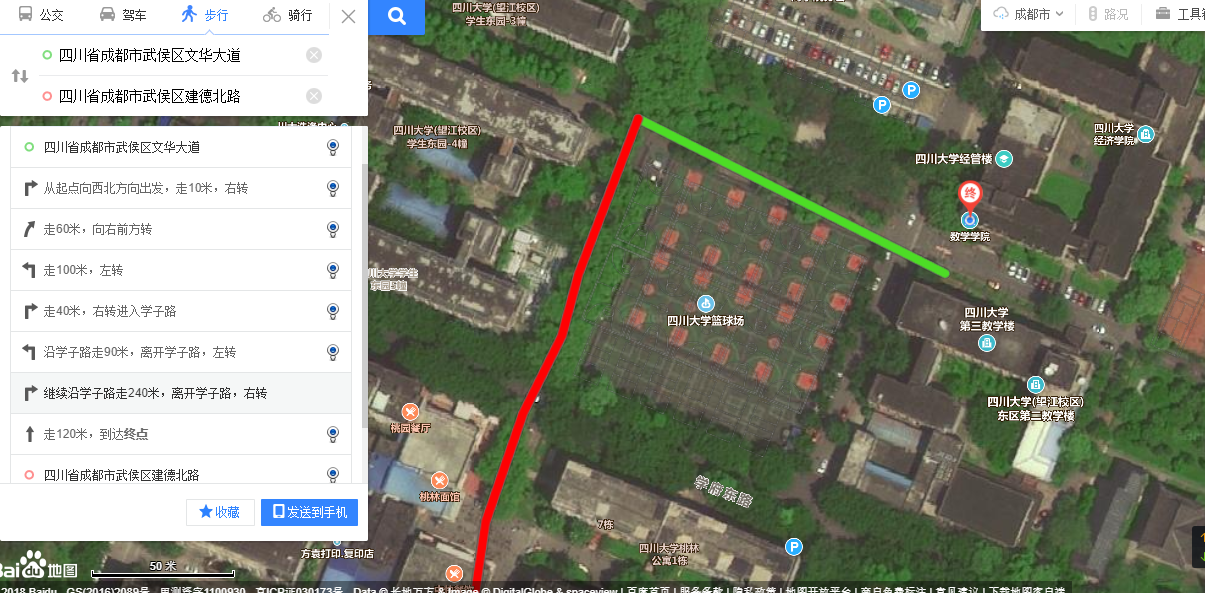 公交
驾车
步行
骑行
四川省成都市武侯区文华大道
四川省成都市武侯区建德北路
四川省成都市武侯区文华大道
从起点向西北方向出发，走10米，右转
走60米，向右前方转
走100米，左转
走40米，右转进入学子路
沿学子路走90米，离开学子路，左转
继续沿学子路走240米，离开学子路，右转
走120米，到达终点
四川省成都市武侯区建德北路
收藏
发送到手机
成都市
路况
工具
四川大学(望江校区)
学生东园-3幢
四川大学(望江校区)
学生东园-4幢
P
P
四川大学
经济学院
四川大学经管楼
终
数学学院
川大学学生
四川大学篮球场
四川大学
第三教学楼
四川大学(望江校区)
东区第三教学楼
桃园餐厅
桃林面馆
学府东路
7栋
四川大学桃林
公寓1栋
P
方袁打印.复印店
Bai du 地图
50 米
2018 Baidu - GS(2016)2089号 - 甲测资字1100930 - 京ICP证030173号 - Data © 长地万方 & Image © DigitalGlobe & spaceview | 百度首页 | 服务条款 | 隐私政策 | 地图开放平台 | 商户免费标注 | 意见建议 | 下载地图客户端